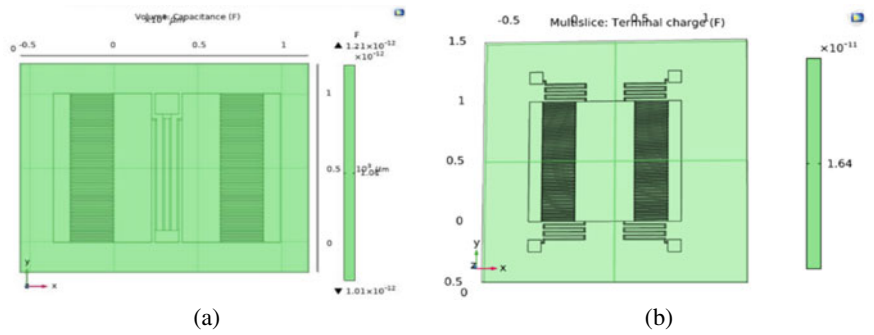 Volume: Capacitance (F)
×10³ μm
-0.5 0 0.5 1
0
F
▲ 1.21×10⁻¹²
×10⁻¹²
1
0.5
0
▼ 1.01×10⁻¹²
y
z x
(a)
Multislice: Terminal charge (F)
-0.5 0 0.5 1
1.5
1
0.5
0
0.5
0
×10⁻¹¹
1.64
y
z x
(b)